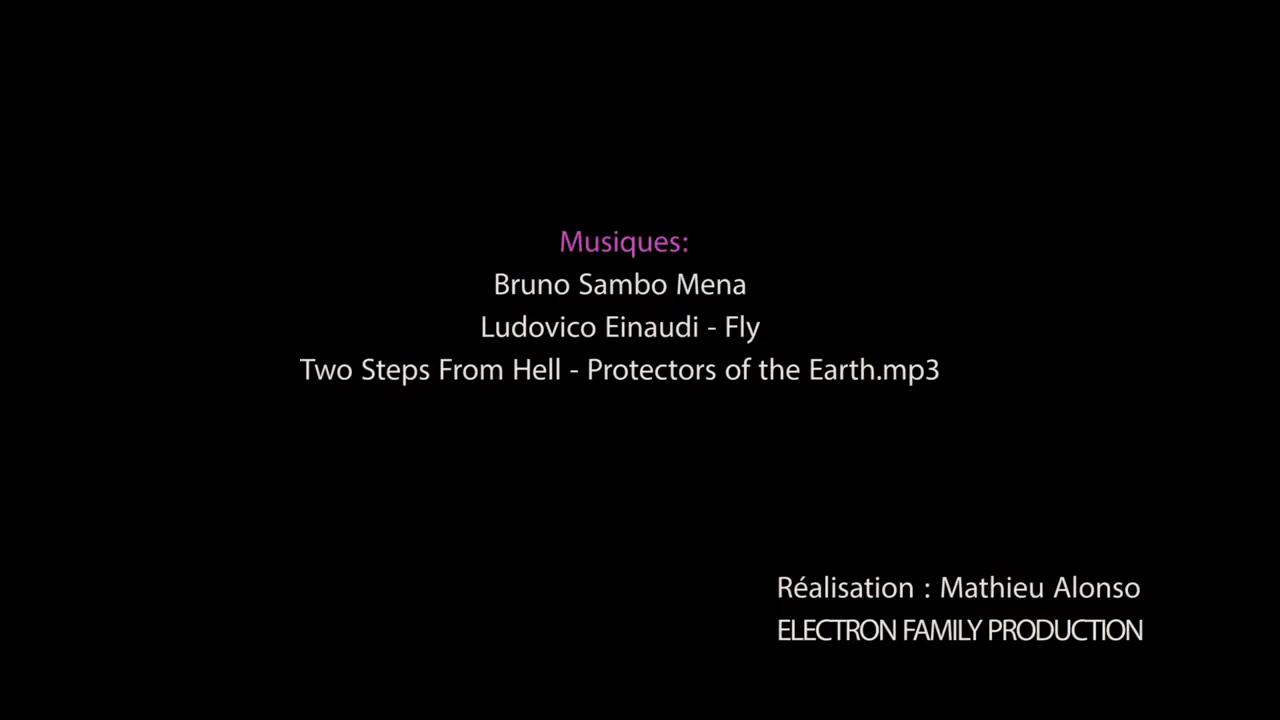 Musiques:
Bruno Sambo Mena
Ludovico Einaudi - Fly
Two Steps From Hell - Protectors of the Earth.mp3
Réalisation : Mathieu Alonso
ELECTRON FAMILY PRODUCTION